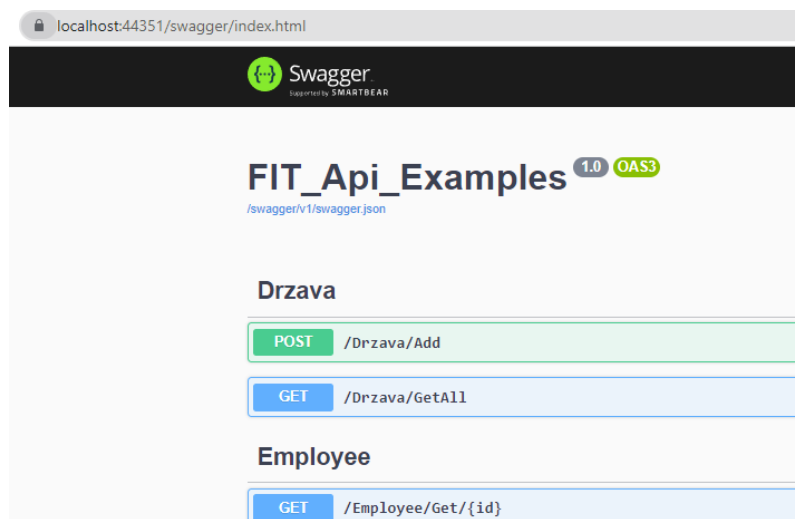 localhost:44351/swagger/index.html
{··} Swagger.
Supported by SMARTBEAR
FIT_Api_Examples 1.0 OAS3
/swagger/v1/swagger.json
Drzava
POST /Drzava/Add
GET /Drzava/GetAll
Employee
GET /Employee/Get/{id}